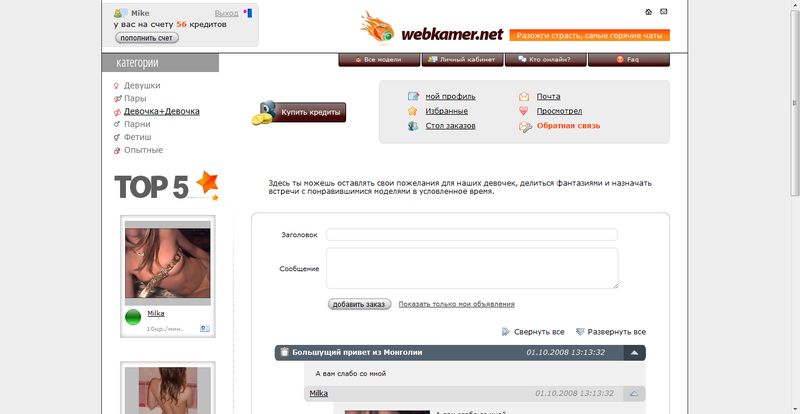 Mike
Выход
у вас на счету 56 кредитов
пополнить счет
webkamer.net
Разожги страсть, самые горячие чаты
категории
Все модели
Личный кабинет
Кто онлайн?
Faq
Девушки
Пары
Девочка+Девочка
Парни
Фетиш
Опытные
Купить кредиты
мой профиль
Почта
Избранные
Просмотрел
Стол заказов
Обратная связь
TOP 5
Здесь ты можешь оставлять свои пожелания для наших девочек, делиться фантазиями и назначать
встречи с понравившимися моделями в условленное время.
Заголовок
Сообщение
добавить заказ
Показать только мои объявления
Milka
10кр./мин.
Свернуть все
Развернуть все
Большущий привет из Монголии
01.10.2008 13:13:32
А вам слабо со мной
Milka
01.10.2008 13:13:32
А вам слабо со мной